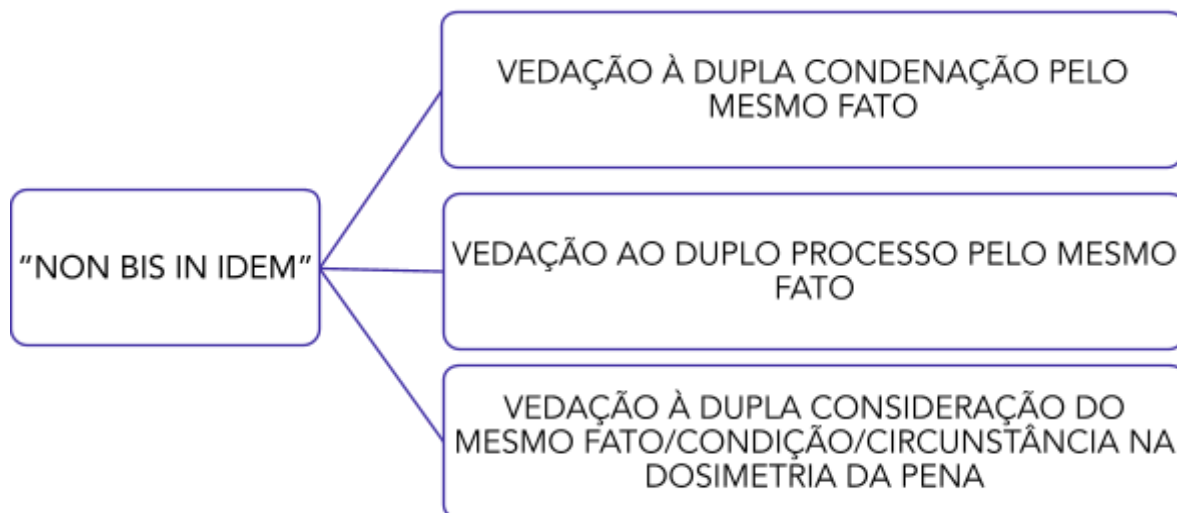 VEDAÇÃO À DUPLA CONDENAÇÃO PELO
MESMO FATO
“NON BIS IN IDEM”
VEDAÇÃO AO DUPLO PROCESSO PELO MESMO
FATO
VEDAÇÃO À DUPLA CONSIDERAÇÃO DO
MESMO FATO/CONDIÇÃO/CIRCUNSTÂNCIA NA
DOSIMETRIA DA PENA